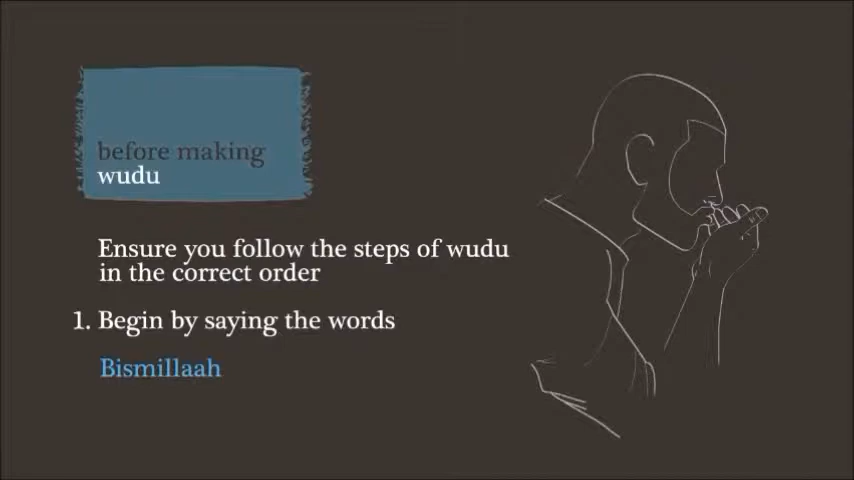 before making
wudu
Ensure you follow the steps of wudu
in the correct order
1. Begin by saying the words
Bismillaah